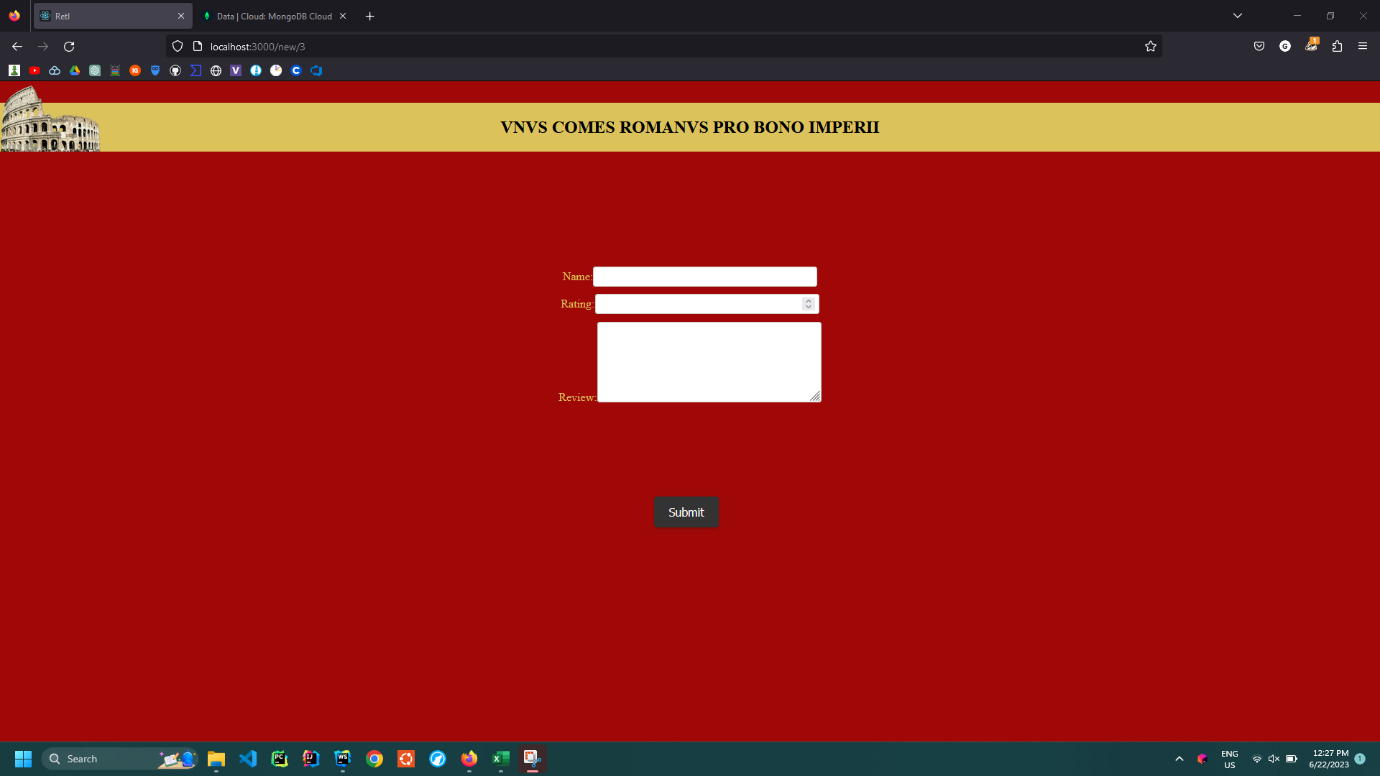 Retl
Data | Cloud: MongoDB Cloud
localhost:3000/new/3
VNVS COMES ROMANVS PRO BONO IMPERII
Name:
Rating:
Review:
Submit
Search
ENG
US
12:27 PM
6/22/2023
1